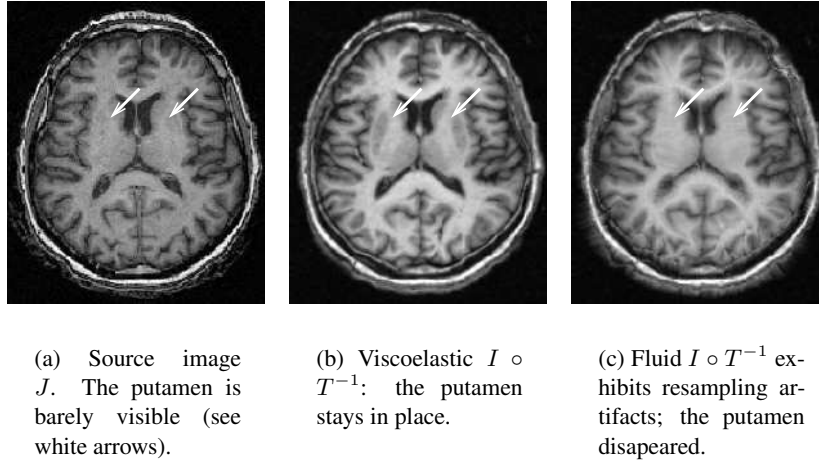 (a) Source image
J. The putamen is
barely visible (see
white arrows).
(b) Viscoelastic I ∘
T⁻¹: the putamen
stays in place.
(c) Fluid I ∘ T⁻¹ ex-
hibits resampling ar-
tifacts; the putamen
disapeared.